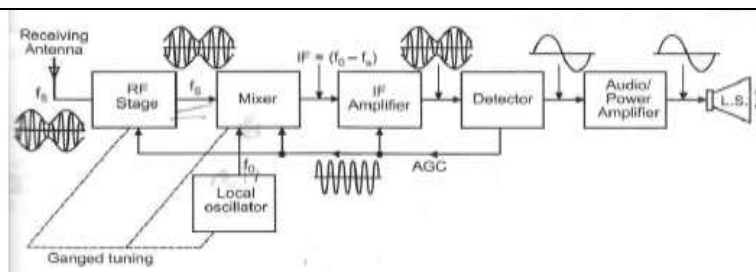 Receiving
Antenna
fs
RF
Stage
fs
Mixer
IF = (f0 – fs)
IF
Amplifier
Detector
Audio/
Power
Amplifier
L.S.
f0
AGC
Local
oscillator
Ganged tuning